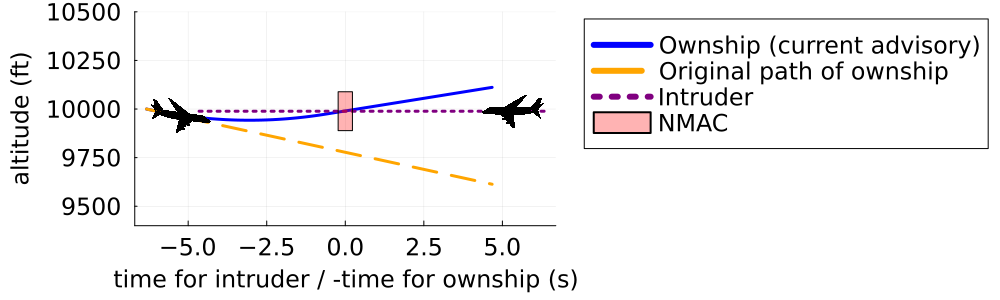 10500
10250
10000
9750
9500
altitude (ft)
−5.0 −2.5 0.0 2.5 5.0
time for intruder / -time for ownship (s)
Ownship (current advisory)
Original path of ownship
Intruder
NMAC